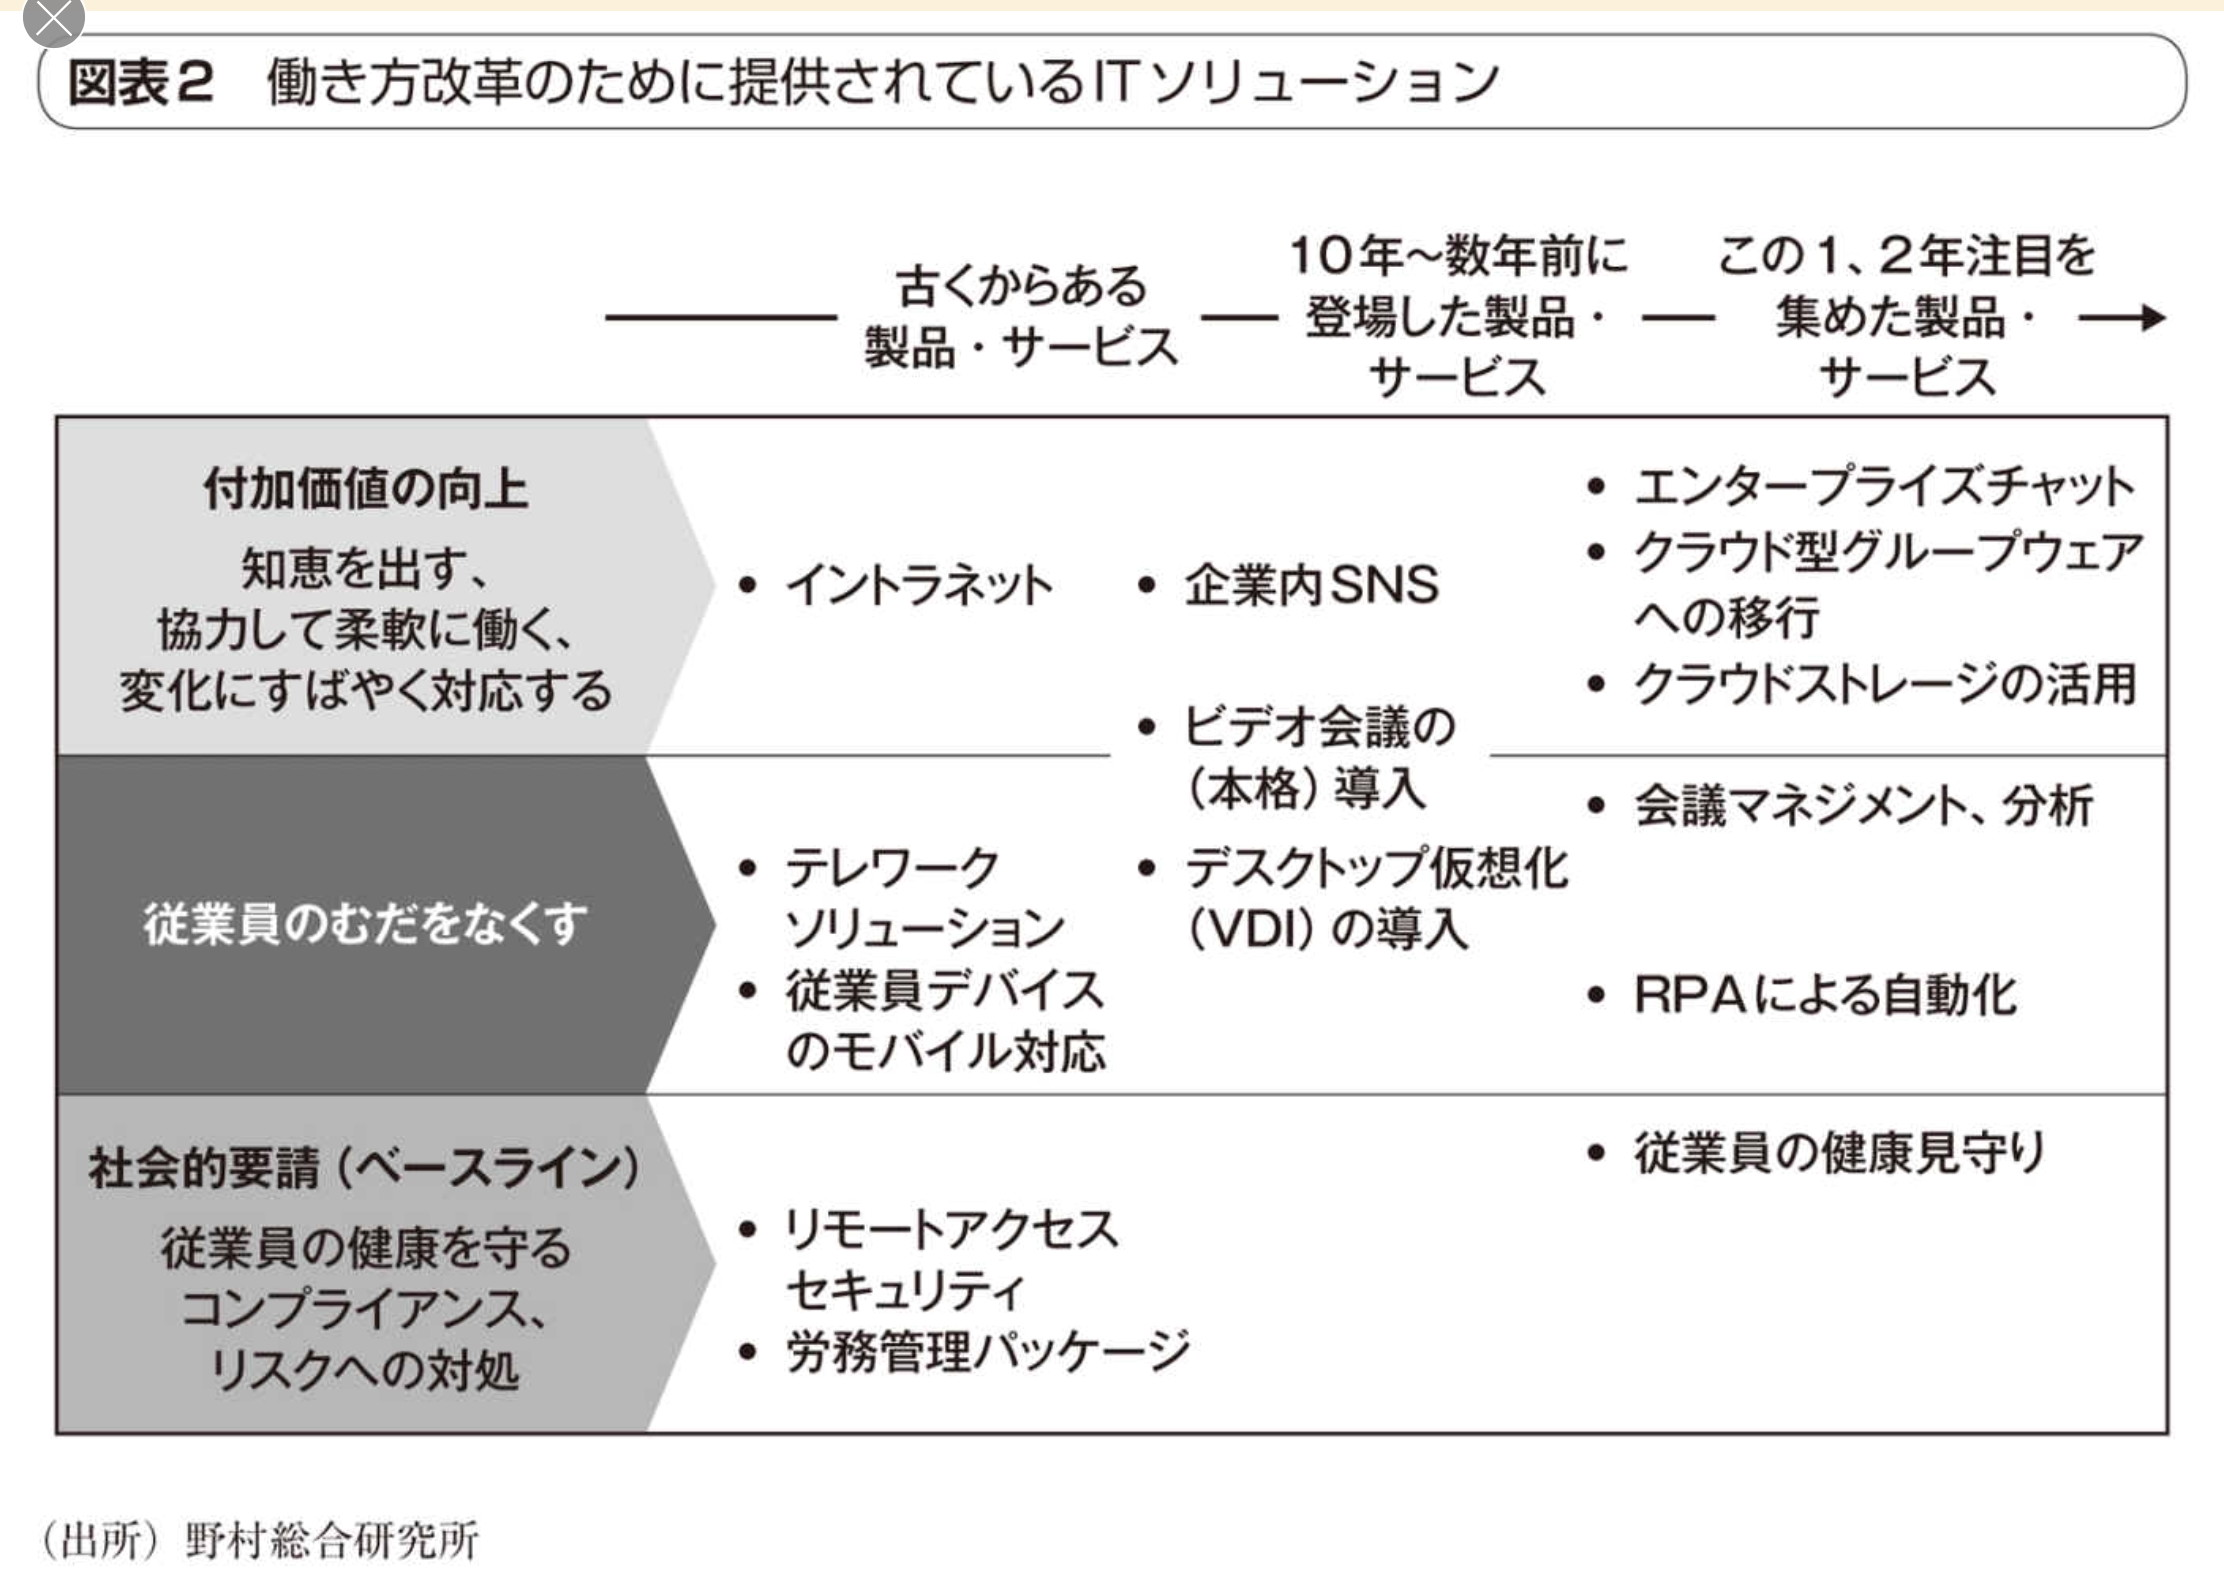 図表2 働き方改革のために提供されているITソリューション
古くからある
製品・サービス
10年～数年前に
登場した製品・
サービス
この1、2年注目を
集めた製品・
サービス
付加価値の向上
知恵を出す、
協力して柔軟に働く、
変化にすばやく対応する
• イントラネット
• 企業内SNS
• エンタープライズチャット
• クラウド型グループウェア
への移行
• クラウドストレージの活用
• ビデオ会議の
（本格）導入
従業員のむだをなくす
• テレワーク
ソリューション
• 従業員デバイス
のモバイル対応
• デスクトップ仮想化
（VDI）の導入
• 会議マネジメント、分析
• RPAによる自動化
社会的要請（ベースライン）
従業員の健康を守る
コンプライアンス、
リスクへの対処
• リモートアクセス
セキュリティ
• 労務管理パッケージ
• 従業員の健康見守り
（出所）野村総合研究所